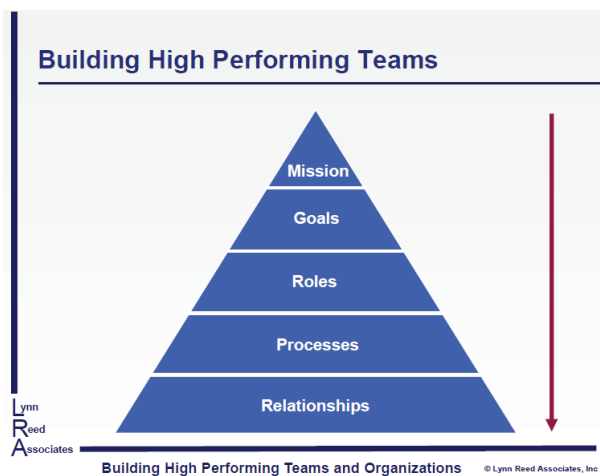 Building High Performing Teams
Mission
Goals
Roles
Processes
Relationships
Lynn
Reed
Associates
Building High Performing Teams and Organizations
© Lynn Reed Associates, Inc